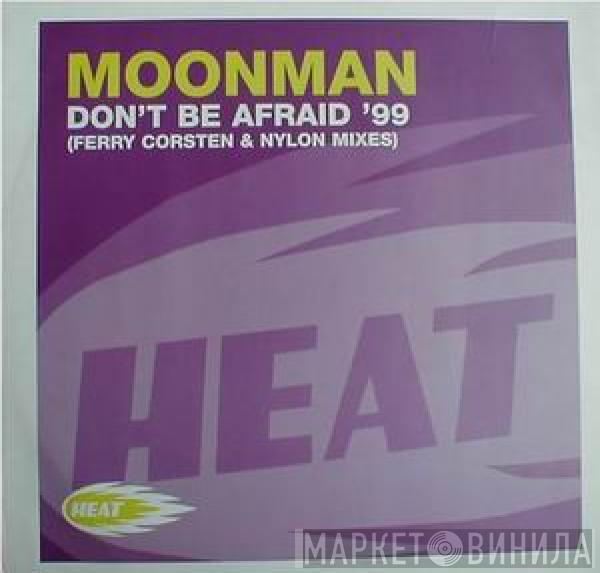 MOONMAN
DON'T BE AFRAID '99
(FERRY CORSTEN & NYLON MIXES)
HEAT
HEAT
МАРКЕТ ВИНИЛА